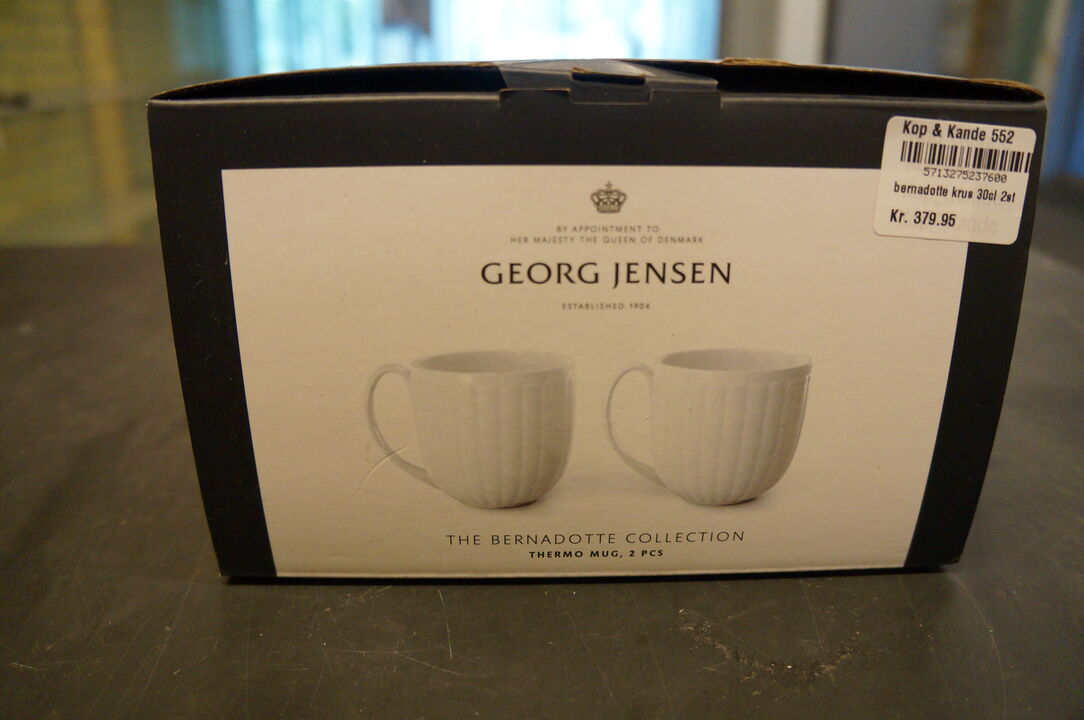 Kop & Kande 552
5713275237600
bernadotte krus 30cl 2st
Kr. 379.95
BY APPOINTMENT TO
HER MAJESTY THE QUEEN OF DENMARK
GEORG JENSEN
ESTABLISHED 1904
THE BERNADOTTE COLLECTION
THERMO MUG, 2 PCS